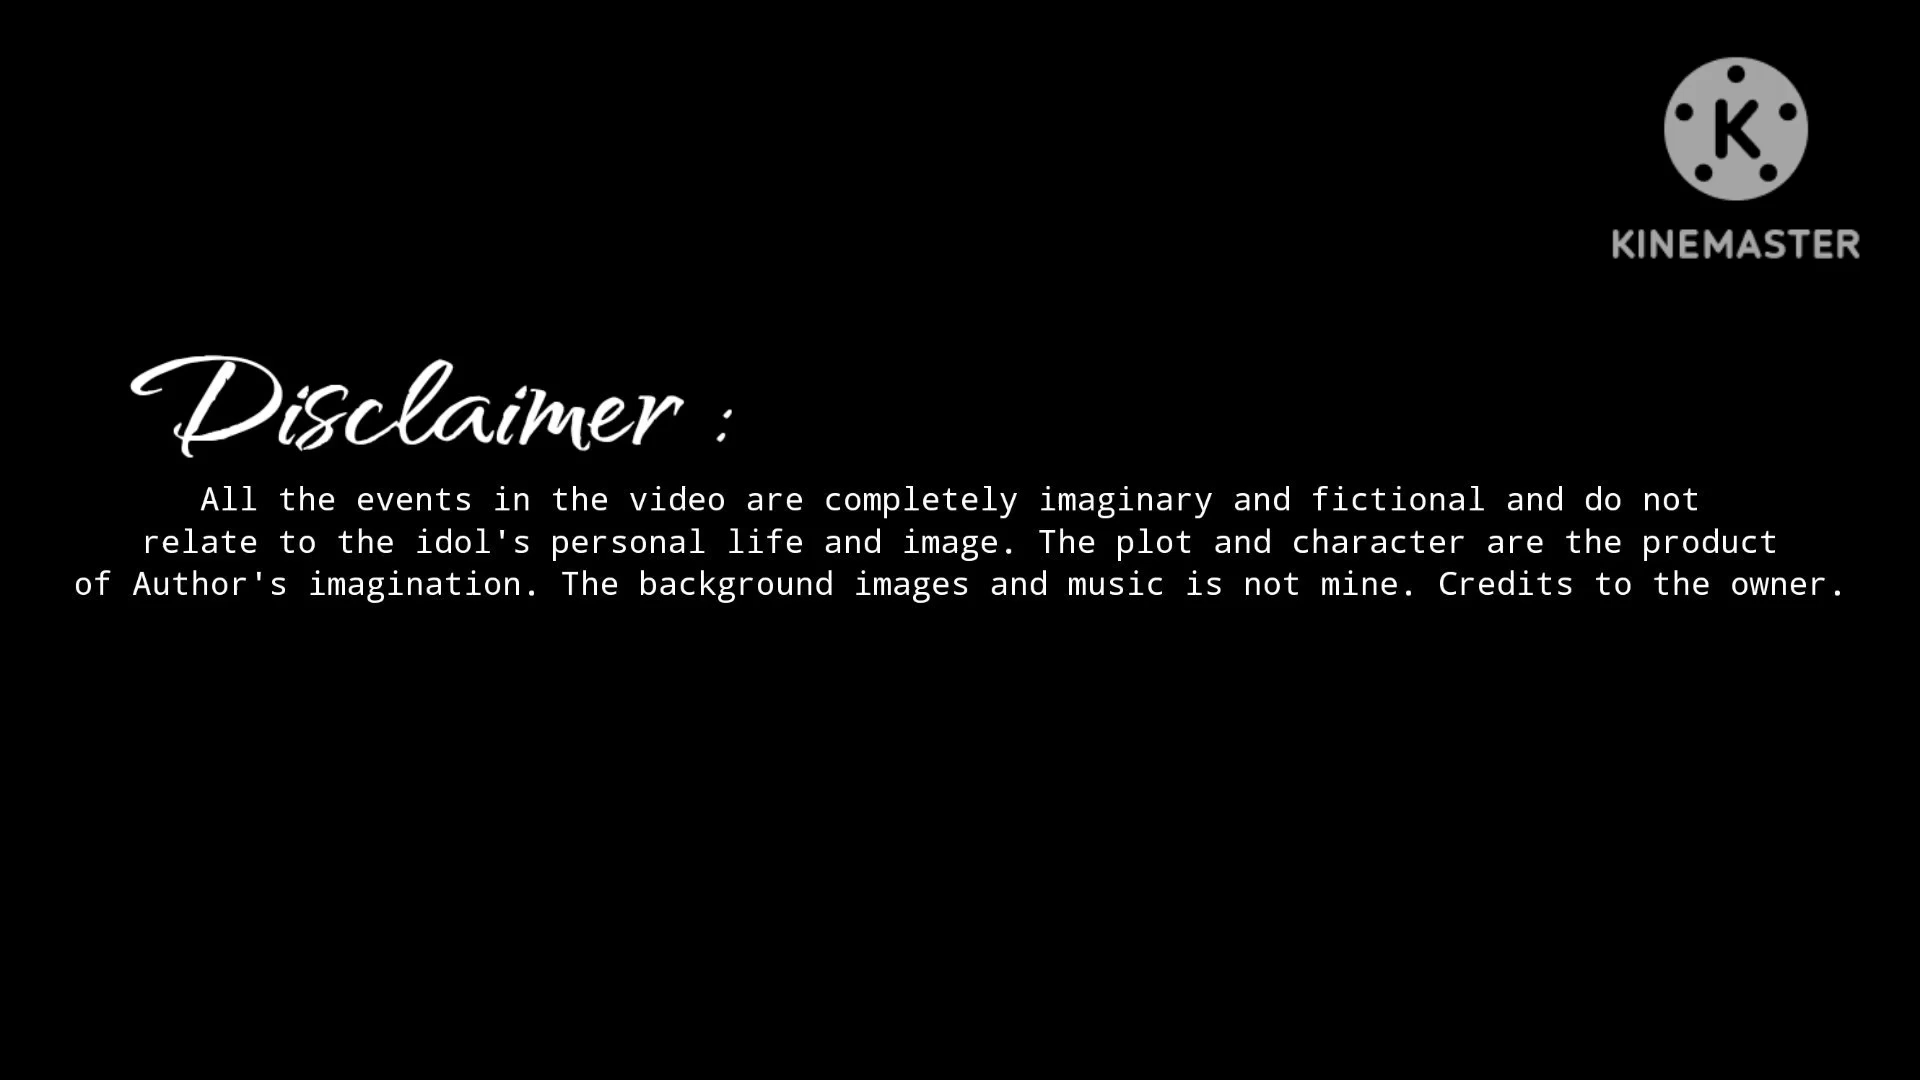 K
KINEMASTER
Disclaimer :
All the events in the video are completely imaginary and fictional and do not
relate to the idol's personal life and image. The plot and character are the product
of Author's imagination. The background images and music is not mine. Credits to the owner.